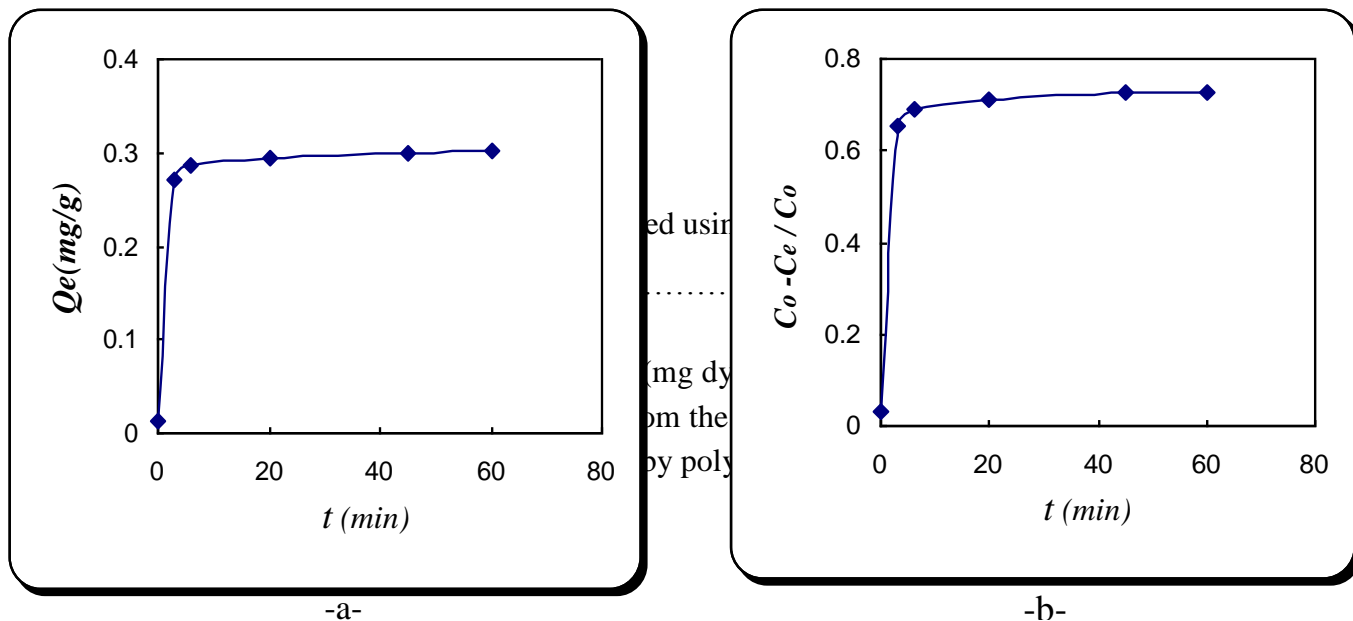 0.4
0.3
0.2
0.1
0
0
20
40
60
80
Qe(mg/g)
t (min)
-a-
ed usin
..........
(mg dy
om the
by poly
0.8
0.6
0.4
0.2
0
0
20
40
60
80
Co -Ce / Co
t (min)
-b-